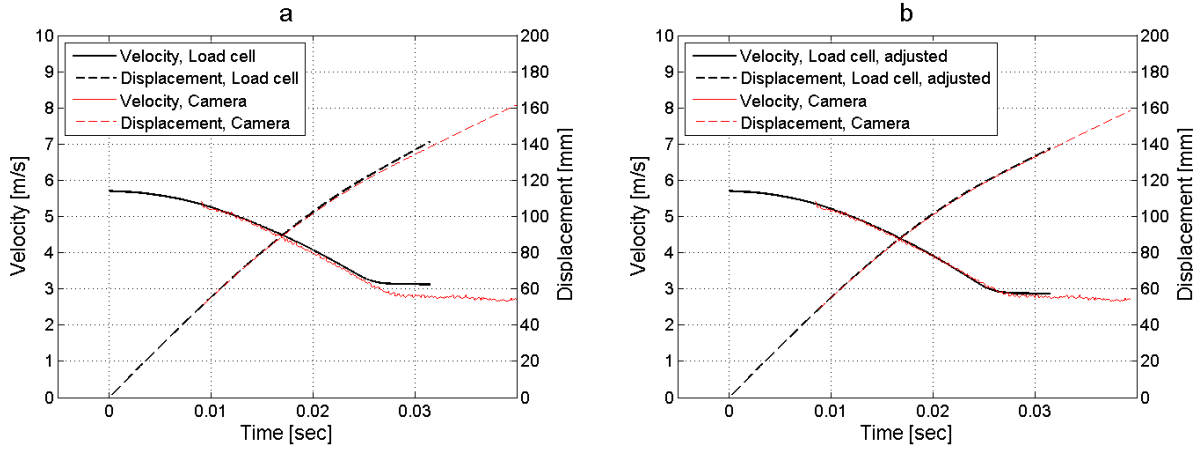 a
10
9
8
7
6
5
4
3
2
1
0
Velocity [m/s]
Velocity, Load cell
Displacement, Load cell
Velocity, Camera
Displacement, Camera
200
180
160
140
120
100
80
60
40
20
0
Displacement [mm]
0 0.01 0.02 0.03
Time [sec]
b
10
9
8
7
6
5
4
3
2
1
0
Velocity [m/s]
Velocity, Load cell, adjusted
Displacement, Load cell, adjusted
Velocity, Camera
Displacement, Camera
200
180
160
140
120
100
80
60
40
20
0
Displacement [mm]
0 0.01 0.02 0.03
Time [sec]